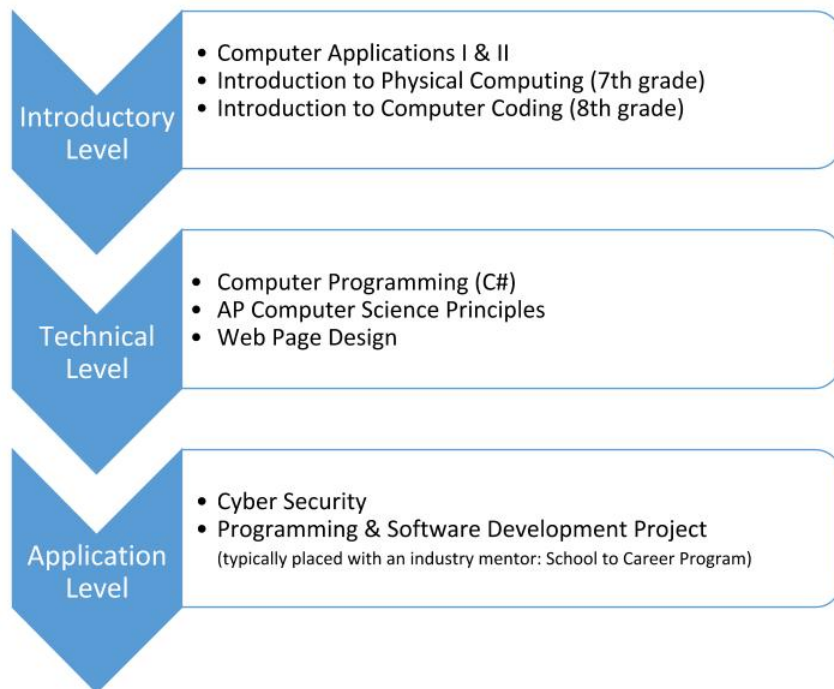 Introductory
Level
• Computer Applications I & II
• Introduction to Physical Computing (7th grade)
• Introduction to Computer Coding (8th grade)
Technical
Level
• Computer Programming (C#)
• AP Computer Science Principles
• Web Page Design
Application
Level
• Cyber Security
• Programming & Software Development Project
(typically placed with an industry mentor: School to Career Program)